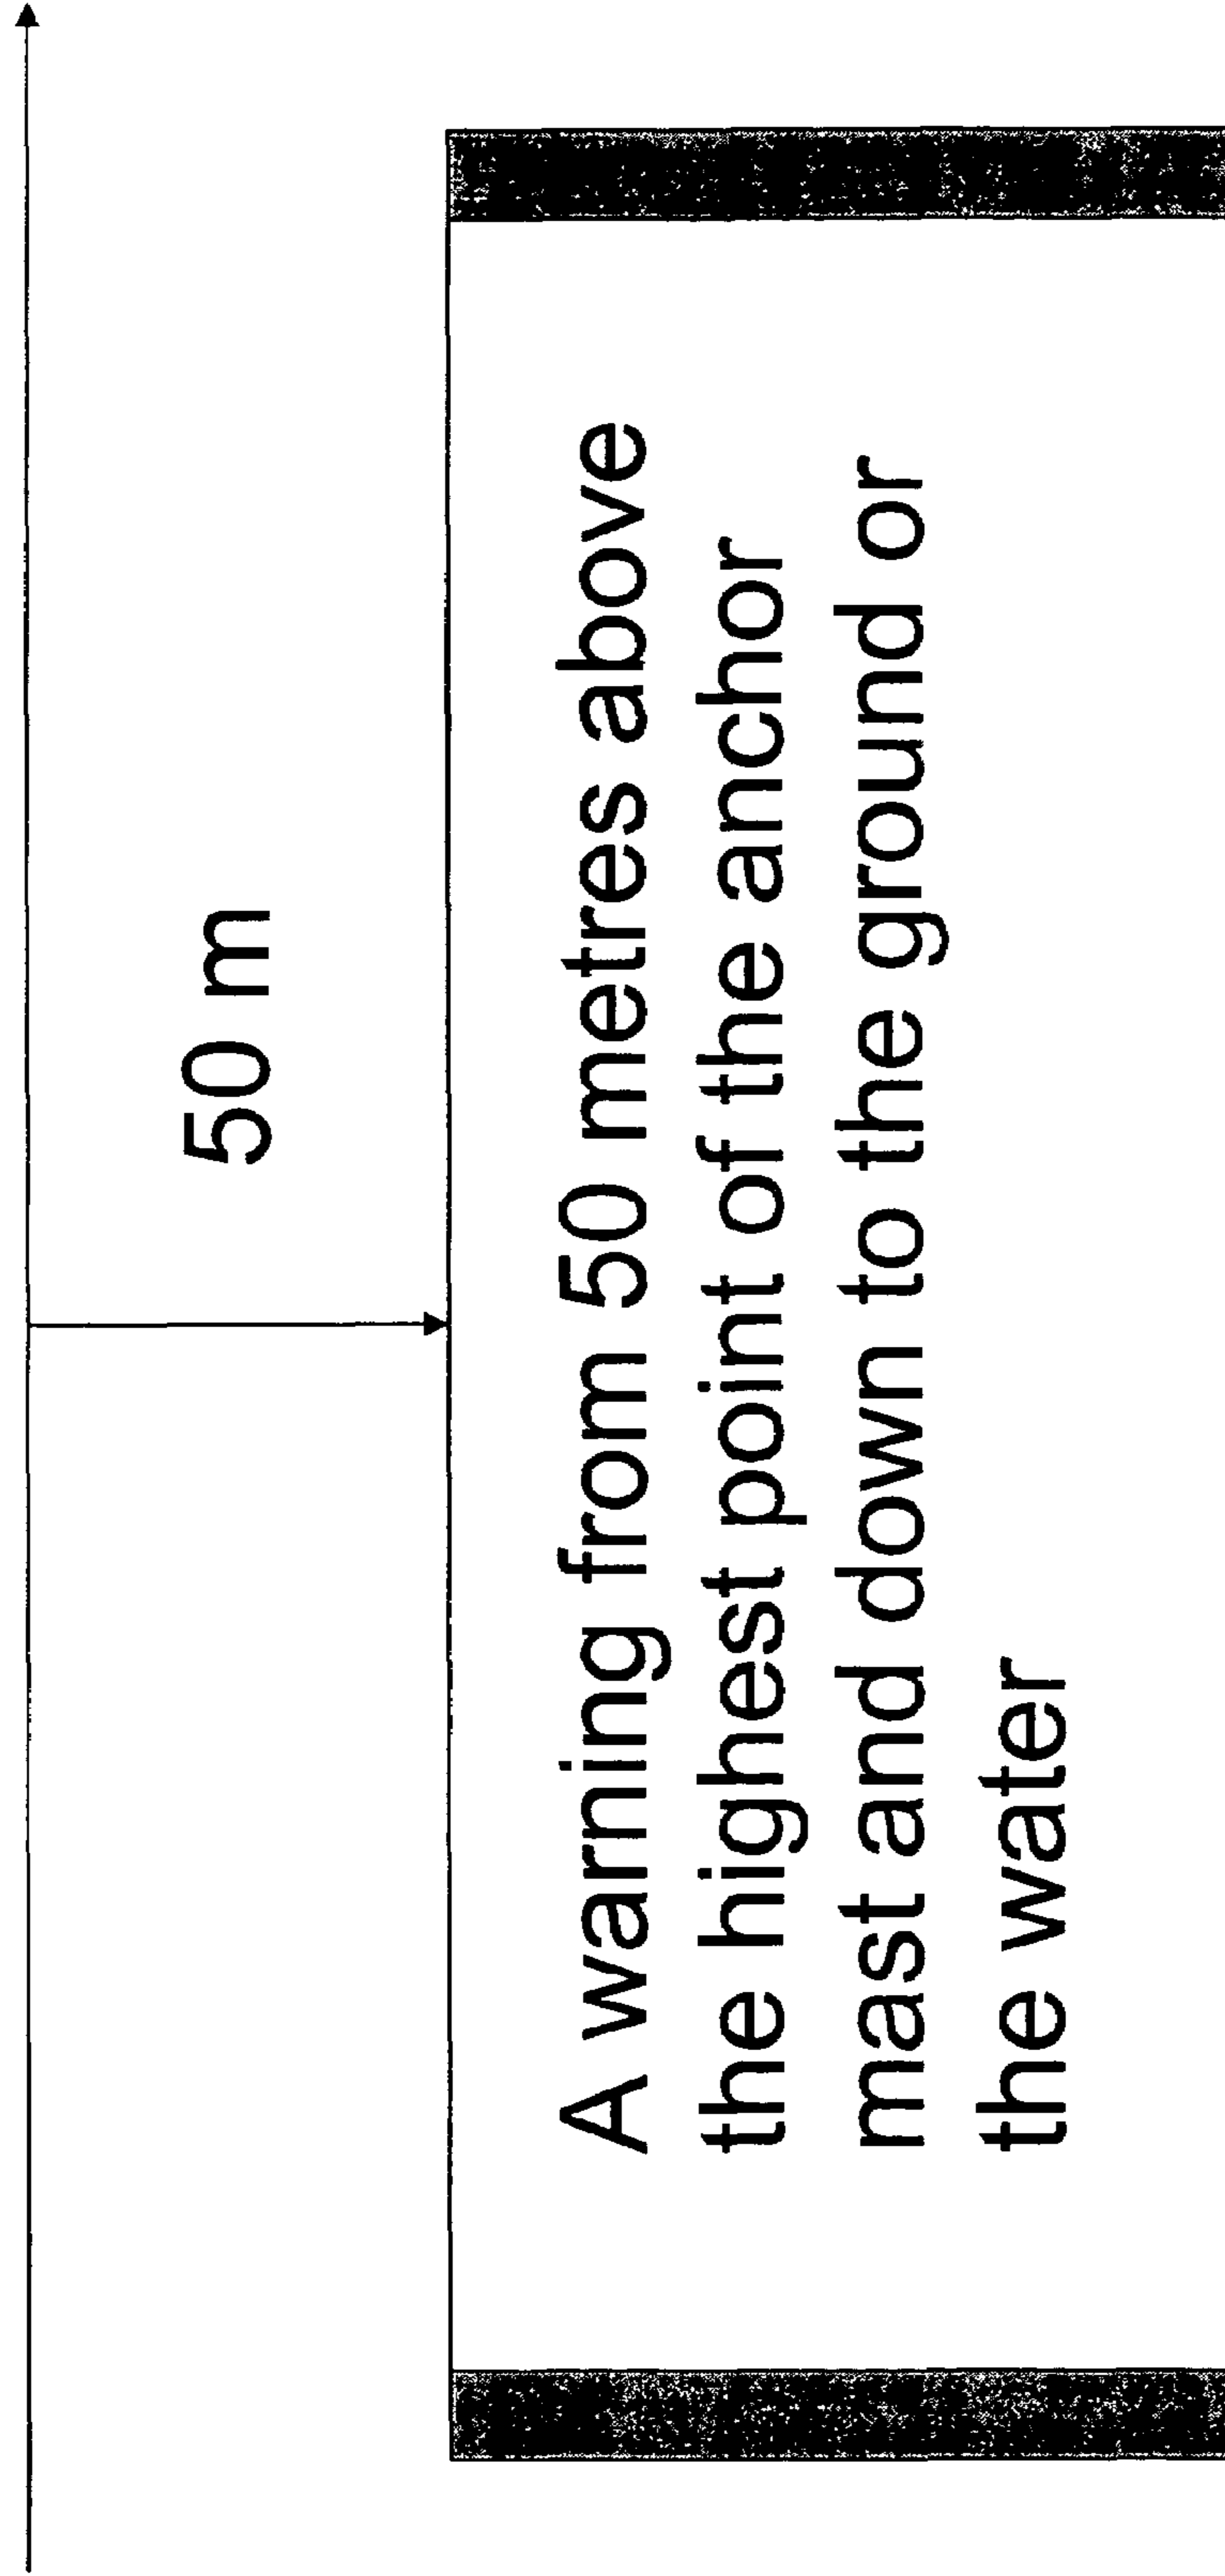 50 m
A warning from 50 metres above
the highest point of the anchor
mast and down to the ground or
the water